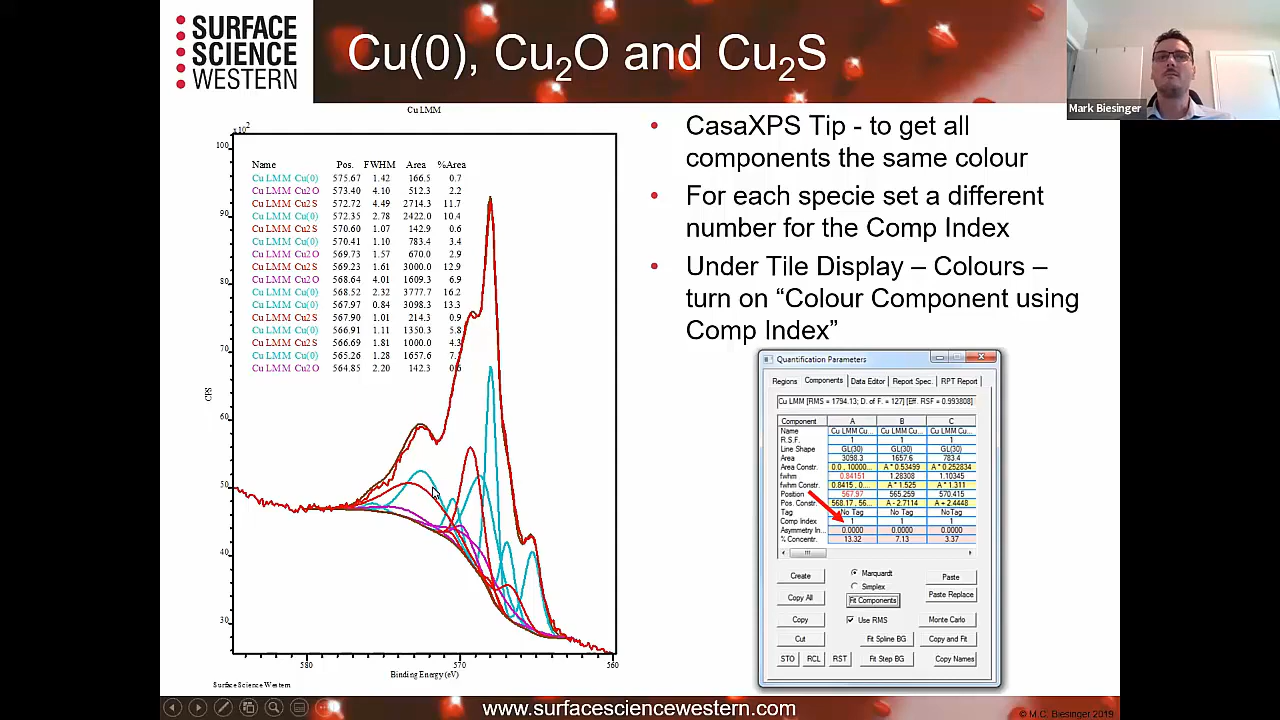 SURFACE
SCIENCE
WESTERN
Cu(0), Cu2O and Cu2S
Mark Biesinger
Cu LMM
x10^2
100
90
80
70
60
50
40
30
CPS
Name Pos. FWHM Area %Area
Cu LMM Cu(0) 575.67 1.42 166.5 0.7
Cu LMM Cu2O 573.40 4.10 512.3 2.2
Cu LMM Cu2S 572.72 4.49 2714.3 11.7
Cu LMM Cu(0) 572.35 2.78 2422.0 10.4
Cu LMM Cu2S 570.60 1.07 142.9 0.6
Cu LMM Cu(0) 570.41 1.10 783.4 3.4
Cu LMM Cu2O 569.73 1.57 670.0 2.9
Cu LMM Cu2S 569.23 1.61 3000.0 12.9
Cu LMM Cu2O 568.64 4.01 1609.3 6.9
Cu LMM Cu(0) 568.52 2.32 3777.7 16.2
Cu LMM Cu(0) 567.97 0.84 3098.3 13.3
Cu LMM Cu2S 567.90 1.01 214.3 0.9
Cu LMM Cu(0) 566.91 1.11 1350.3 5.8
Cu LMM Cu2S 566.69 1.81 1000.0 4.3
Cu LMM Cu(0) 565.26 1.28 1657.6
Cu LMM Cu2O 564.85 2.20 142.3
580 570 560
Binding Energy (eV)
Surface Science Western
• CasaXPS Tip - to get all
components the same colour
• For each specie set a different
number for the Comp Index
• Under Tile Display – Colours –
turn on “Colour Component using
Comp Index”
Quantification Parameters
Regions Components Data Editor Report Spec. RPT Report
Cu LMM [RMS = 1794.13; D. of F. = 127] [Eff. RSF = 0.993808]
Component A B C
Name Cu LMM Cu... Cu LMM Cu... Cu LMM Cu...
R.S.F. 1 1 1
Line Shape GL(30) GL(30) GL(30)
Area 3098.3 1657.6 783.4
Area Constr. 0.0 , 10000... A * 0.53499 A * 0.252834
fwhm 0.84151 1.28308 1.10345
fwhm Constr. 0.8415 , 0.... A * 1.525 A * 1.311
Position 567.97 565.259 570.415
Pos. Constr. 568.17 , 56... A - 2.7114 A + 2.4448
Tag No Tag No Tag No Tag
Comp Index 1 1 1
Asymmetry In... 0.0000 0.0000 0.0000
% Concentr. 13.32 7.13 3.37
Create Marquardt Paste
Simplex
Copy All Fit Components Paste Replace
Copy Use RMS Monte Carlo
Cut Fit Spline BG Copy and Fit
STO RCL RST Fit Step BG Copy Names
www.surfacesciencewestern.com
© M.C. Biesinger 2019